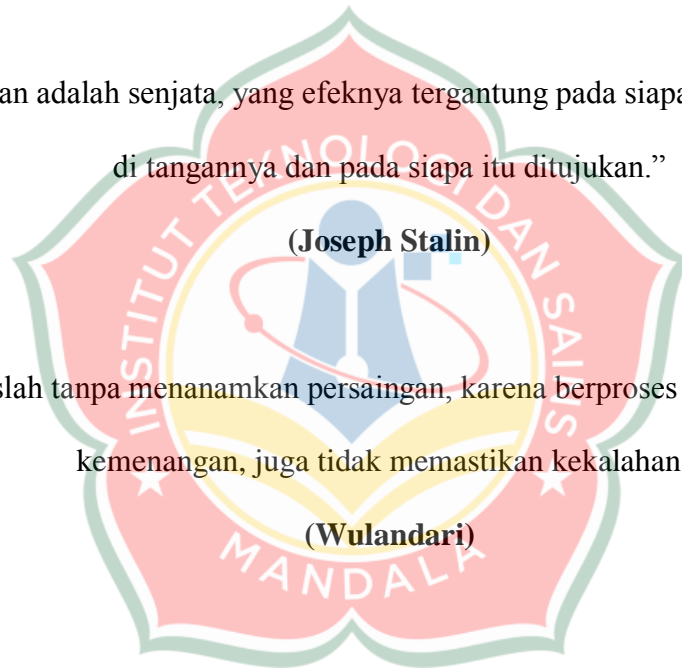 an adalah senjata, yang efeknya tergantung pada siapa
di tangannya dan pada siapa itu ditujukan.”
(Joseph Stalin)
slah tanpa menanamkan persaingan, karena berproses
kemenangan, juga tidak memastikan kekalahan
(Wulandari)
INSTITUT TEKNOLOGI DAN SAINS
MANDALA